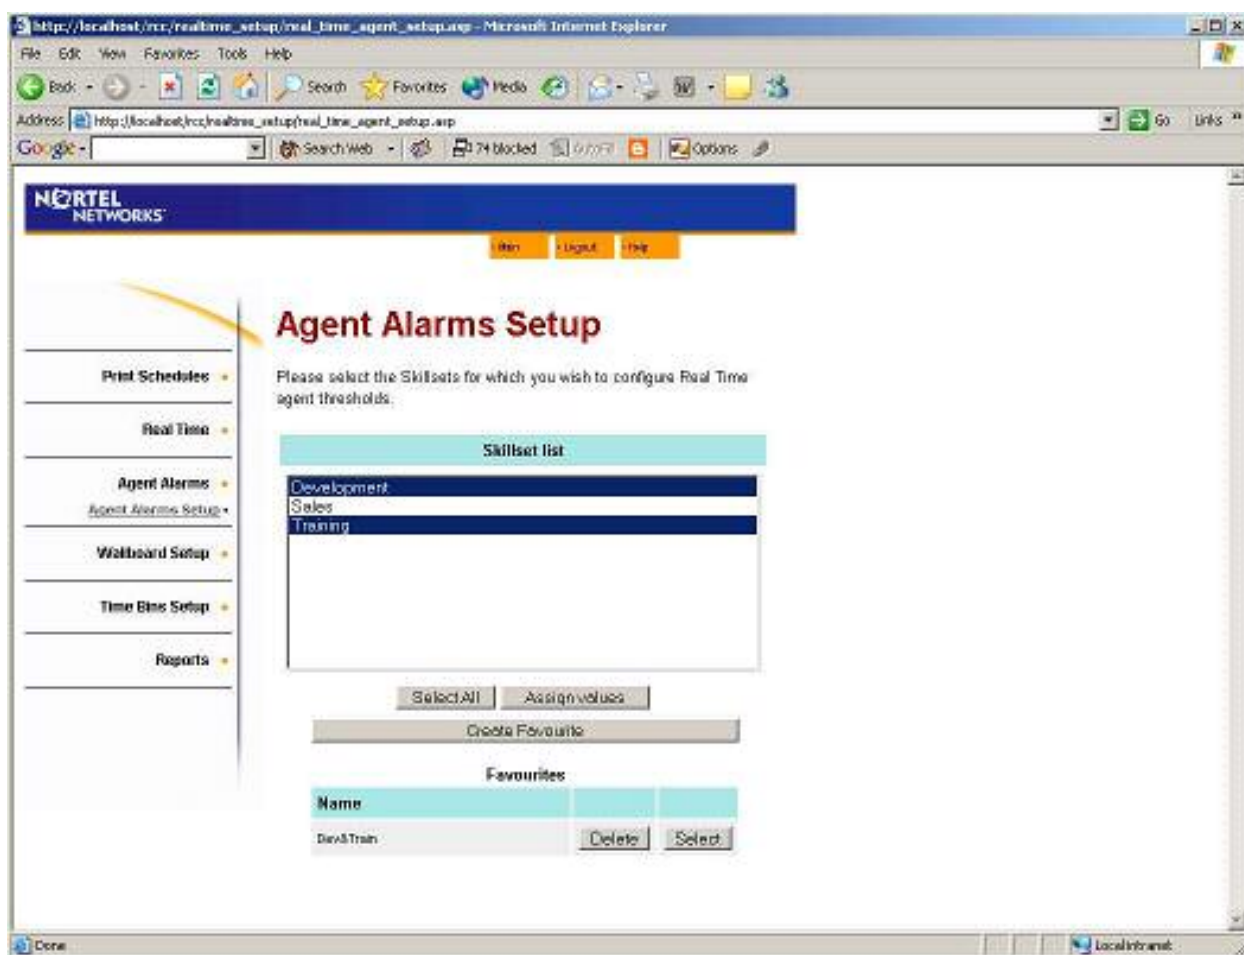 http://localhost/rcc/realtime_setup/real_time_agent_setup.asp - Microsoft Internet Explorer
File Edit View Favorites Tools Help
Back Search Favorites Media
Address http://localhost/rcc/realtime_setup/real_time_agent_setup.asp Go Links »
Google Search Web 74 blocked AutoFill Options
NORTEL
NETWORKS
Main Logout Help
Agent Alarms Setup
Please select the Skillsets for which you wish to configure Real Time
agent thresholds.
Print Schedules
Real Time
Agent Alarms
Agent Alarms Setup
Wallboard Setup
Time Bins Setup
Reports
Skillset list
Development
Sales
Training
Select All Assign values
Create Favourite
Favourites
Name
Dev&Train Delete Select
Done Local intranet